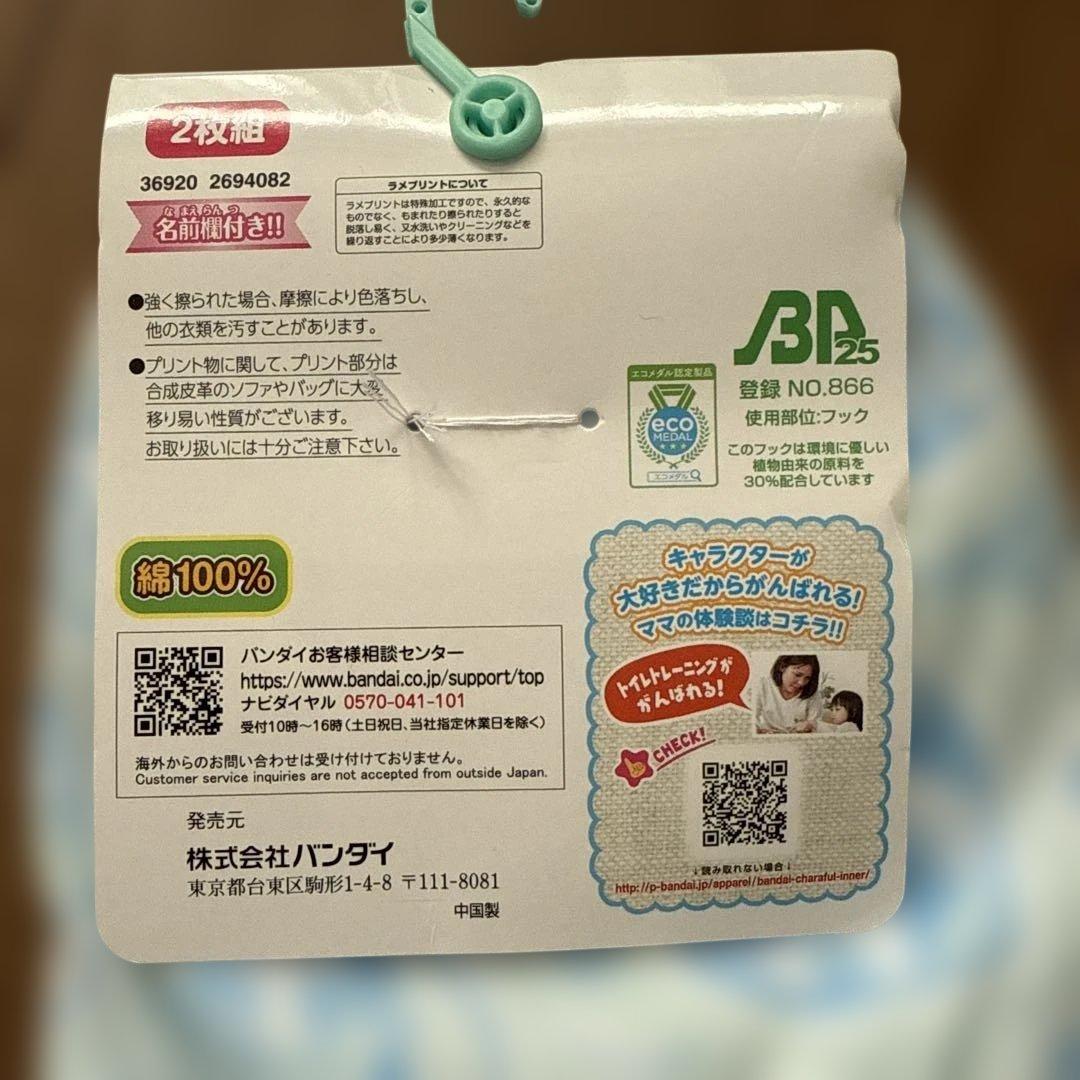 2枚組
36920 2694082
なまえらんつ
名前欄付き!!
ラメプリントについて
ラメプリントは特殊加工ですので、永久的な
ものでなく、もまれたり擦られたりすると
脱落し易く、又水洗いやクリーニングなどを
繰り返すことにより多少薄くなります。
●強く擦られた場合、摩擦により色落ちし、
他の衣類を汚すことがあります。
●プリント物に関して、プリント部分は
合成皮革のソファやバッグに大変
移り易い性質がございます。
お取り扱いには十分ご注意下さい。
エコメダル認定製品
eco
MEDAL
エコメダル
BP25
登録 NO.866
使用部位:フック
このフックは環境に優しい
植物由来の原料を
30%配合しています
綿100%
バンダイお客様相談センター
https://www.bandai.co.jp/support/top
ナビダイヤル 0570-041-101
受付10時〜16時(土日祝日、当社指定休業日を除く)
海外からのお問い合わせは受け付けておりません。
Customer service inquiries are not accepted from outside Japan.
発売元
株式会社バンダイ
東京都台東区駒形1-4-8 〒111-8081
中国製
キャラクターが
大好きだからがんばれる!
ママの体験談はコチラ!!
トイレトレーニングが
がんばれる!
CHECK!
↓読み取れない場合↓
http://p-bandai.jp/apparel/bandai-charaful-inner/